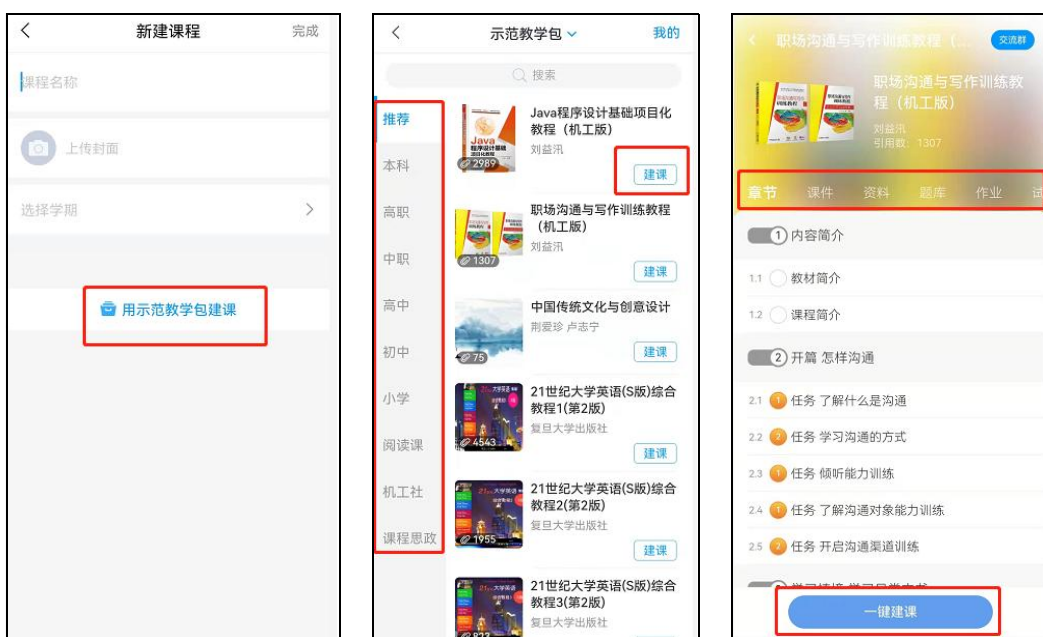 新建课程
完成
课程名称
上传封面
选择学期
用示范教学包建课
示范教学包
我的
搜索
推荐
本科
高职
中职
高中
初中
小学
阅读课
机工社
课程思政
Java程序设计基础项目化
教程（机工版）
刘益汛
2989
建课
职场沟通与写作训练教程
（机工版）
刘益汛
1307
建课
中国传统文化与创意设计
荆爱珍 卢志宁
75
建课
21世纪大学英语(S版)综合
教程1(第2版)
复旦大学出版社
4543
建课
21世纪大学英语(S版)综合
教程2(第2版)
复旦大学出版社
1955
建课
21世纪大学英语(S版)综合
教程3(第2版)
复旦大学出版社
823
职场沟通与写作训练教程（...
交流群
职场沟通与写作训练教
程（机工版）
刘益汛
引用数：1307
章节 课件 资料 题库 作业 试
1 内容简介
1.1 教材简介
1.2 课程简介
2 开篇 怎样沟通
2.1 1 任务 了解什么是沟通
2.2 2 任务 学习沟通的方式
2.3 1 任务 倾听能力训练
2.4 1 任务 了解沟通对象能力训练
2.5 2 任务 开启沟通渠道训练
一键建课